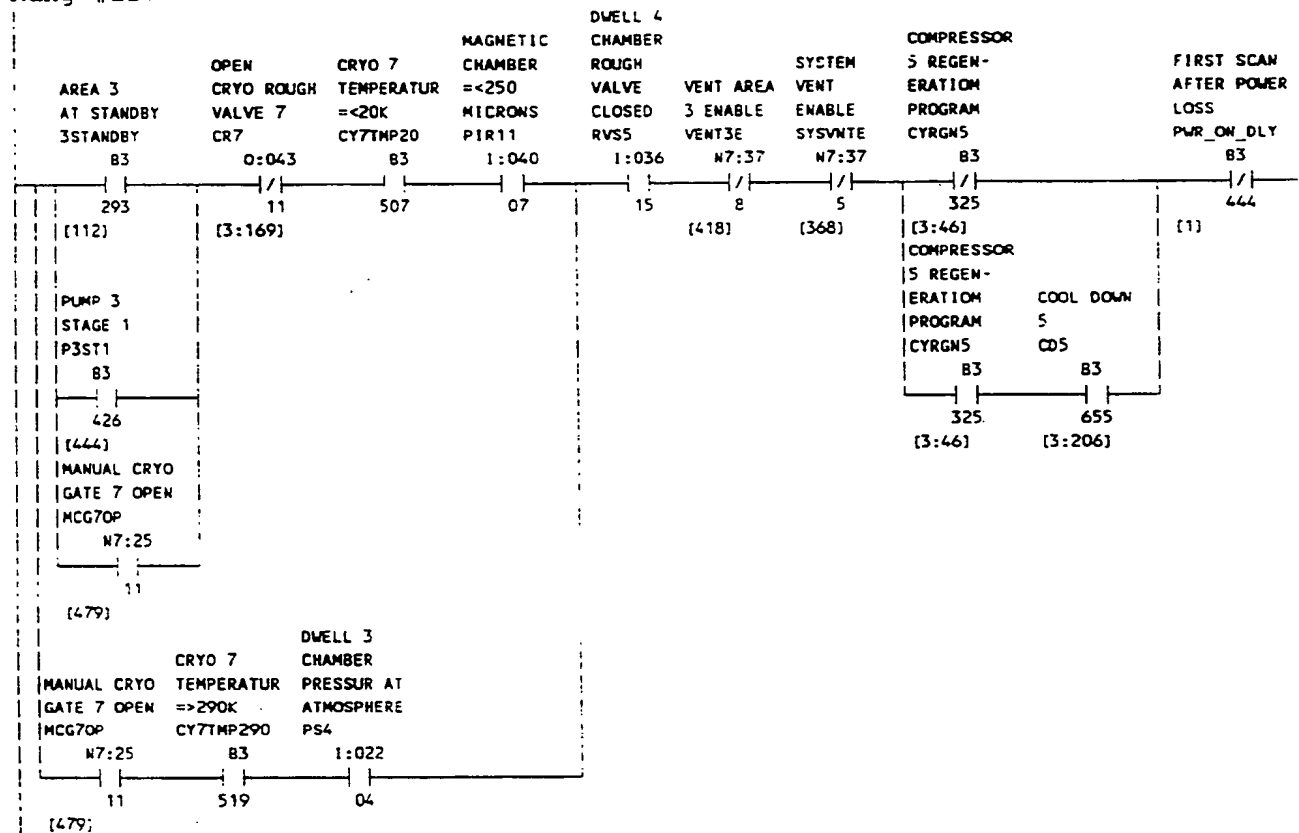 DWELL 4
MAGNETIC CHAMBER COMPRESSOR
OPEN CRYO 7 CHAMBER ROUGH SYSTEM 5 REGEN- FIRST SCAN
AREA 3 CRYO ROUGH TEMPERATUR =<250 VALVE VENT AREA VENT ERATIOM AFTER POWER
AT STANDBY VALVE 7 =<20K MICRONS CLOSED 3 ENABLE ENABLE PROGRAM LOSS
3STANDBY CR7 CY7TMP20 PIR11 RVS5 VENT3E SYSVNTE CYRGN5 PWR_ON_DLY
B3 O:043 B3 I:040 I:036 N7:37 N7:37 B3 B3
293 11 507 07 15 8 5 325 444
[112] [3:169] [418] [368] [3:46] [1]
COMPRESSOR
5 REGEN-
PUMP 3 ERATIOM COOL DOWN
STAGE 1 PROGRAM 5
P3ST1 CYRGN5 CD5
B3 B3 B3
426 325 655
[444] [3:46] [3:206]
MANUAL CRYO
GATE 7 OPEN
MCG7OP
N7:25
11
[479]
DWELL 3
CRYO 7 CHAMBER
MANUAL CRYO TEMPERATUR PRESSUR AT
GATE 7 OPEN =>290K ATMOSPHERE
MCG7OP CY7TMP290 PS4
N7:25 B3 I:022
11 519 04
[479]